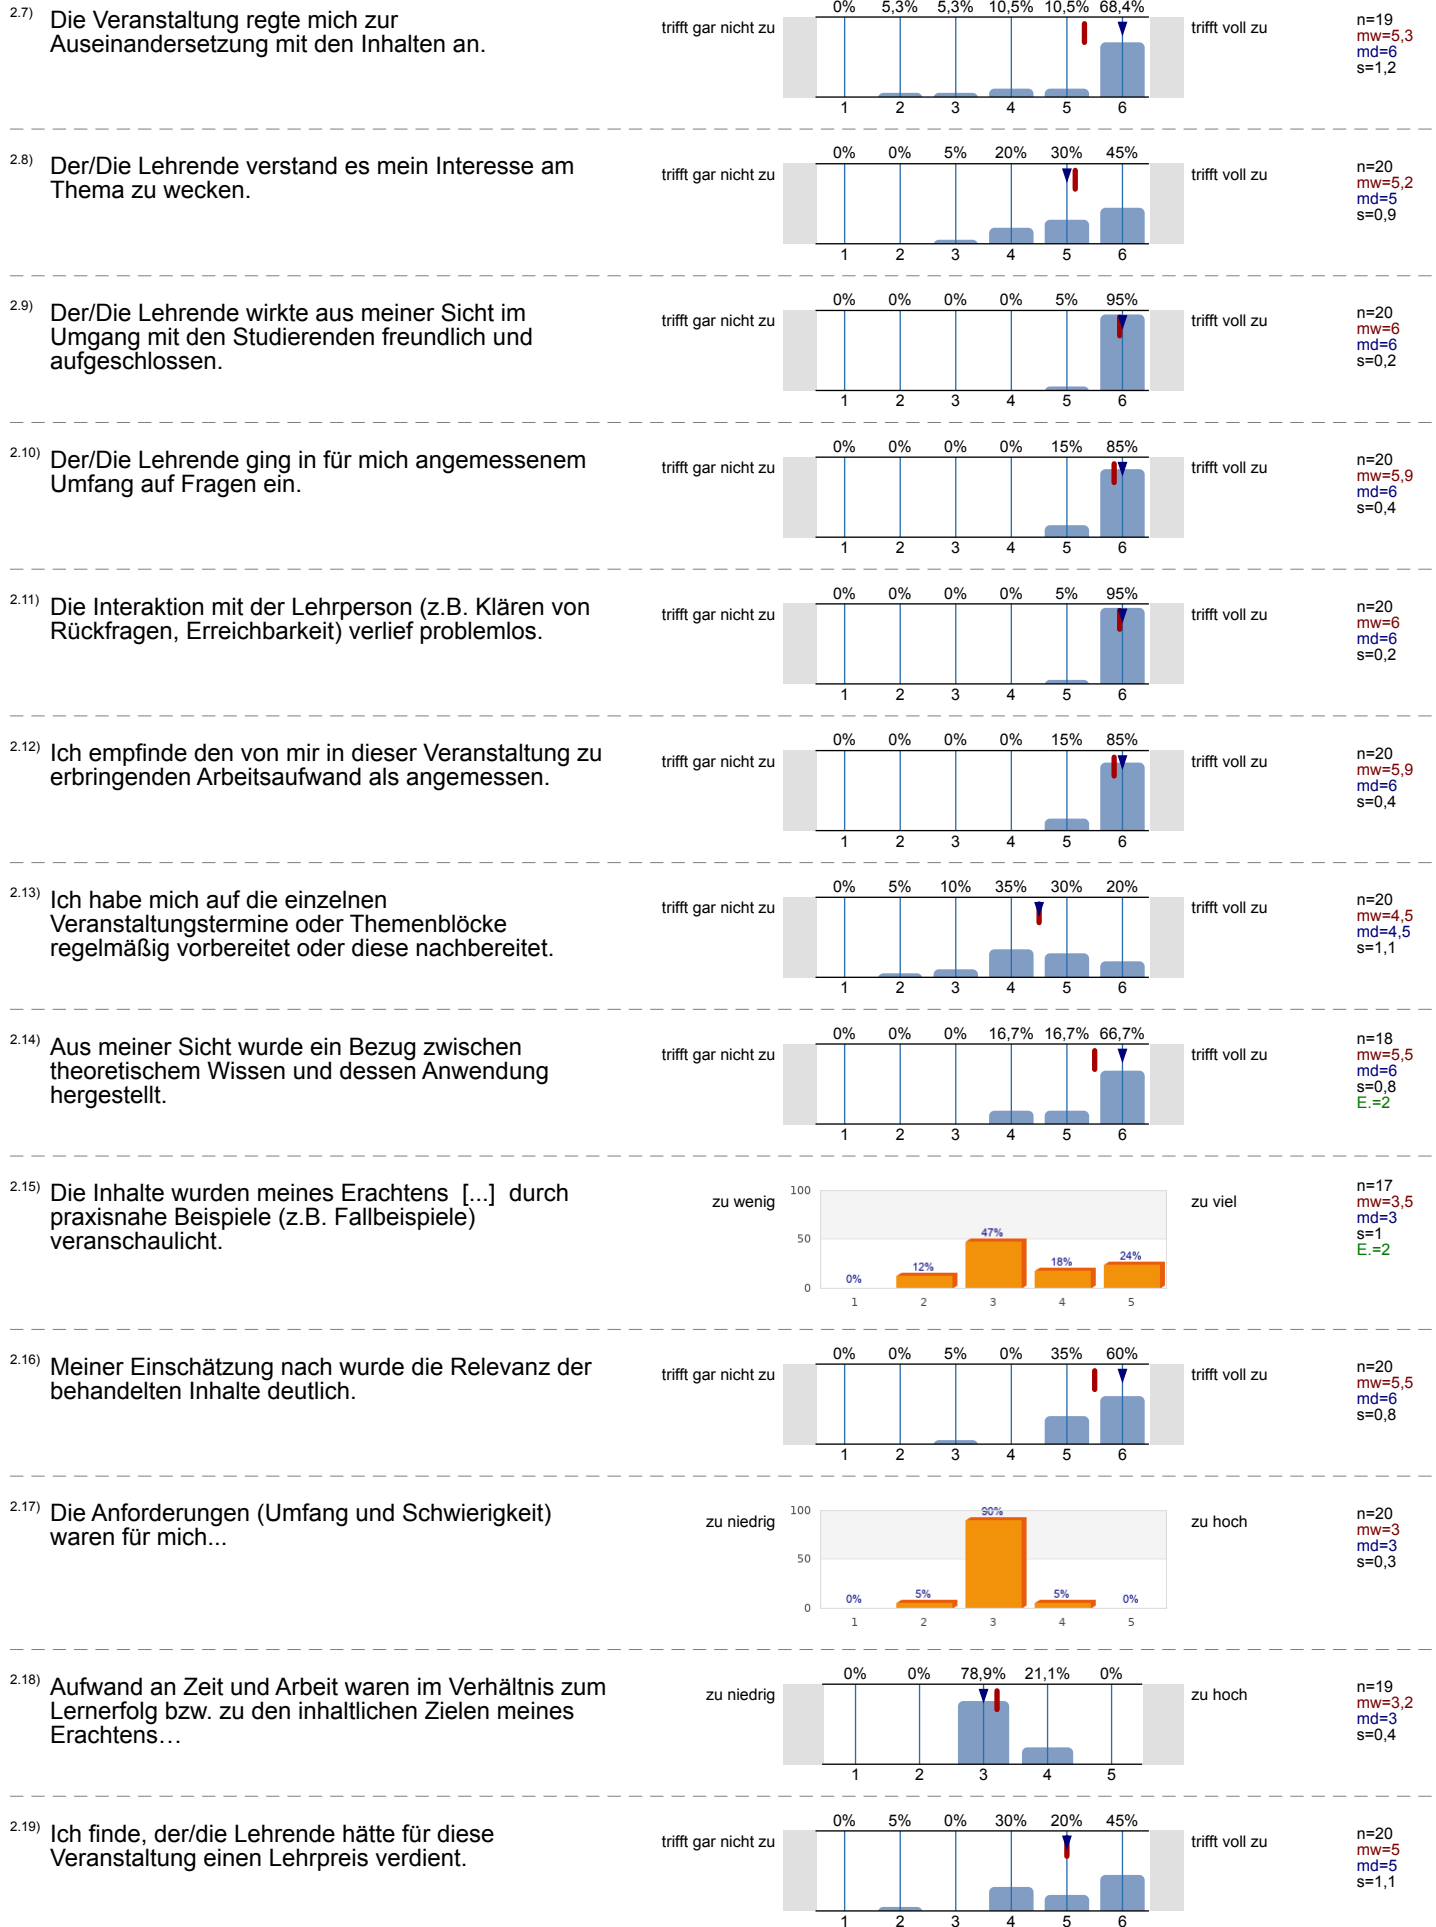 2.7) Die Veranstaltung regte mich zur
Auseinandersetzung mit den Inhalten an.
trifft gar nicht zu
0% 5,3% 5,3% 10,5% 10,5% 68,4%
1 2 3 4 5 6
trifft voll zu
n=19
mw=5,3
md=6
s=1,2
2.8) Der/Die Lehrende verstand es mein Interesse am
Thema zu wecken.
trifft gar nicht zu
0% 0% 5% 20% 30% 45%
1 2 3 4 5 6
trifft voll zu
n=20
mw=5,2
md=5
s=0,9
2.9) Der/Die Lehrende wirkte aus meiner Sicht im
Umgang mit den Studierenden freundlich und
aufgeschlossen.
trifft gar nicht zu
0% 0% 0% 0% 5% 95%
1 2 3 4 5 6
trifft voll zu
n=20
mw=6
md=6
s=0,2
2.10) Der/Die Lehrende ging in für mich angemessenem
Umfang auf Fragen ein.
trifft gar nicht zu
0% 0% 0% 0% 15% 85%
1 2 3 4 5 6
trifft voll zu
n=20
mw=5,9
md=6
s=0,4
2.11) Die Interaktion mit der Lehrperson (z.B. Klären von
Rückfragen, Erreichbarkeit) verlief problemlos.
trifft gar nicht zu
0% 0% 0% 0% 5% 95%
1 2 3 4 5 6
trifft voll zu
n=20
mw=6
md=6
s=0,2
2.12) Ich empfinde den von mir in dieser Veranstaltung zu
erbringenden Arbeitsaufwand als angemessen.
trifft gar nicht zu
0% 0% 0% 0% 15% 85%
1 2 3 4 5 6
trifft voll zu
n=20
mw=5,9
md=6
s=0,4
2.13) Ich habe mich auf die einzelnen
Veranstaltungstermine oder Themenblöcke
regelmäßig vorbereitet oder diese nachbereitet.
trifft gar nicht zu
0% 5% 10% 35% 30% 20%
1 2 3 4 5 6
trifft voll zu
n=20
mw=4,5
md=4,5
s=1,1
2.14) Aus meiner Sicht wurde ein Bezug zwischen
theoretischem Wissen und dessen Anwendung
hergestellt.
trifft gar nicht zu
0% 0% 0% 16,7% 16,7% 66,7%
1 2 3 4 5 6
trifft voll zu
n=18
mw=5,5
md=6
s=0,8
E.=2
2.15) Die Inhalte wurden meines Erachtens [...] durch
praxisnahe Beispiele (z.B. Fallbeispiele)
veranschaulicht.
zu wenig
100
50
0
0% 12% 47% 18% 24%
1 2 3 4 5
zu viel
n=17
mw=3,5
md=3
s=1
E.=2
2.16) Meiner Einschätzung nach wurde die Relevanz der
behandelten Inhalte deutlich.
trifft gar nicht zu
0% 0% 5% 0% 35% 60%
1 2 3 4 5 6
trifft voll zu
n=20
mw=5,5
md=6
s=0,8
2.17) Die Anforderungen (Umfang und Schwierigkeit)
waren für mich...
zu niedrig
100
50
0
0% 5% 90% 5% 0%
1 2 3 4 5
zu hoch
n=20
mw=3
md=3
s=0,3
2.18) Aufwand an Zeit und Arbeit waren im Verhältnis zum
Lernerfolg bzw. zu den inhaltlichen Zielen meines
Erachtens…
zu niedrig
0% 0% 78,9% 21,1% 0%
1 2 3 4 5
zu hoch
n=19
mw=3,2
md=3
s=0,4
2.19) Ich finde, der/die Lehrende hätte für diese
Veranstaltung einen Lehrpreis verdient.
trifft gar nicht zu
0% 5% 0% 30% 20% 45%
1 2 3 4 5 6
trifft voll zu
n=20
mw=5
md=5
s=1,1